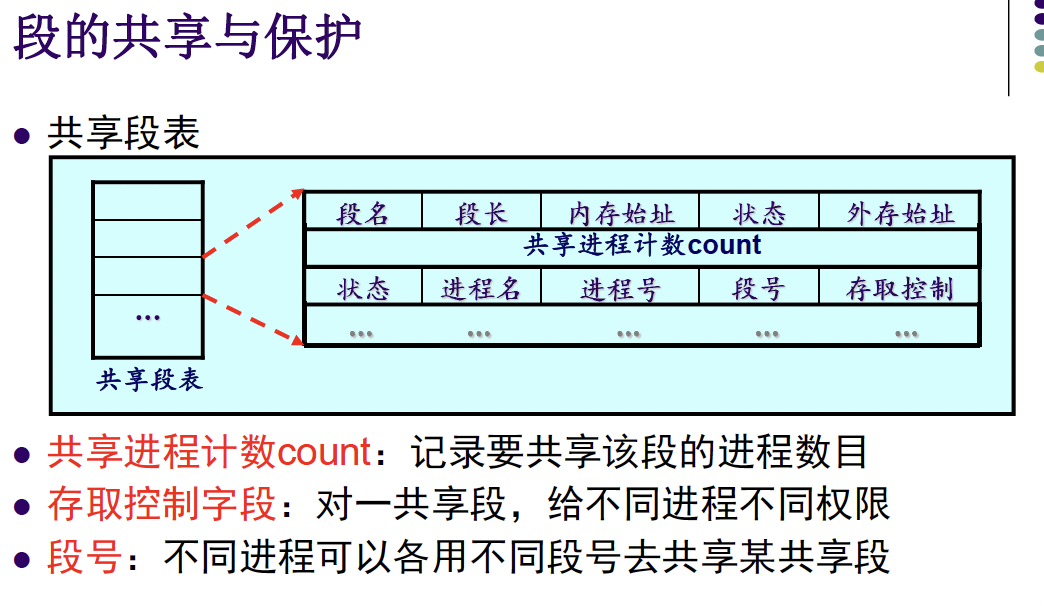 段的共享与保护
共享段表
段名 段长 内存始址 状态 外存始址
共享进程计数count
状态 进程名 进程号 段号 存取控制
... ... ... ... ...
...
共享段表
共享进程计数count：记录要共享该段的进程数目
存取控制字段：对一共享段，给不同进程不同权限
段号：不同进程可以各用不同段号去共享某共享段